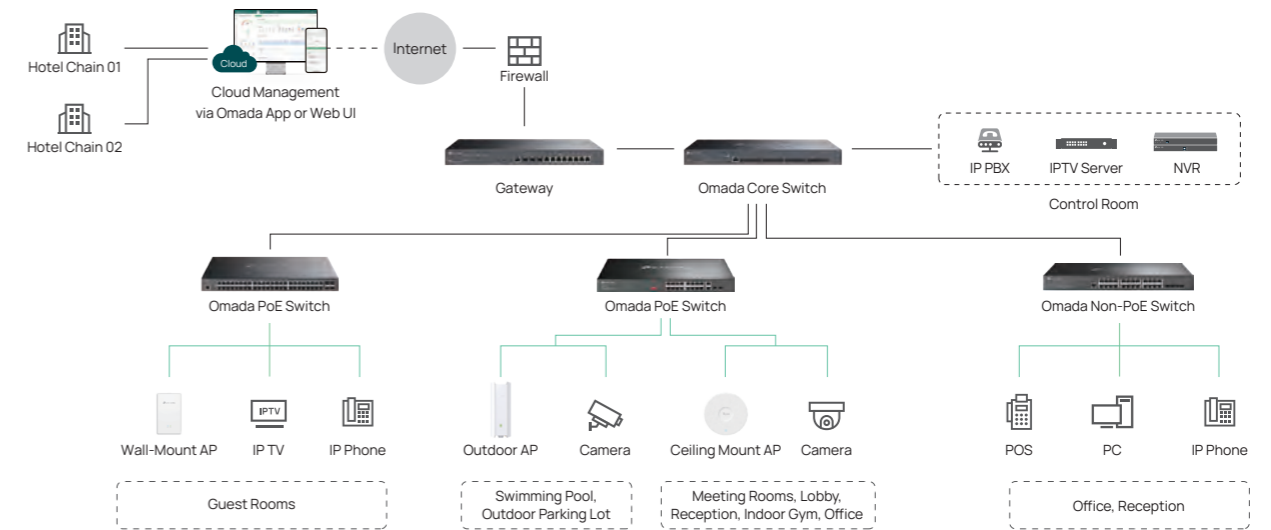 Hotel Chain 01
Cloud
Internet
Firewall
Cloud Management
via Omada App or Web UI
Hotel Chain 02
IP PBX
IPTV Server
NVR
Gateway
Omada Core Switch
Control Room
Omada PoE Switch
Omada PoE Switch
Omada Non-PoE Switch
IPTV
Wall-Mount AP
IP TV
IP Phone
Outdoor AP
Camera
Ceiling Mount AP
Camera
POS
PC
IP Phone
Guest Rooms
Swimming Pool,
Outdoor Parking Lot
Meeting Rooms, Lobby,
Reception, Indoor Gym, Office
Office, Reception